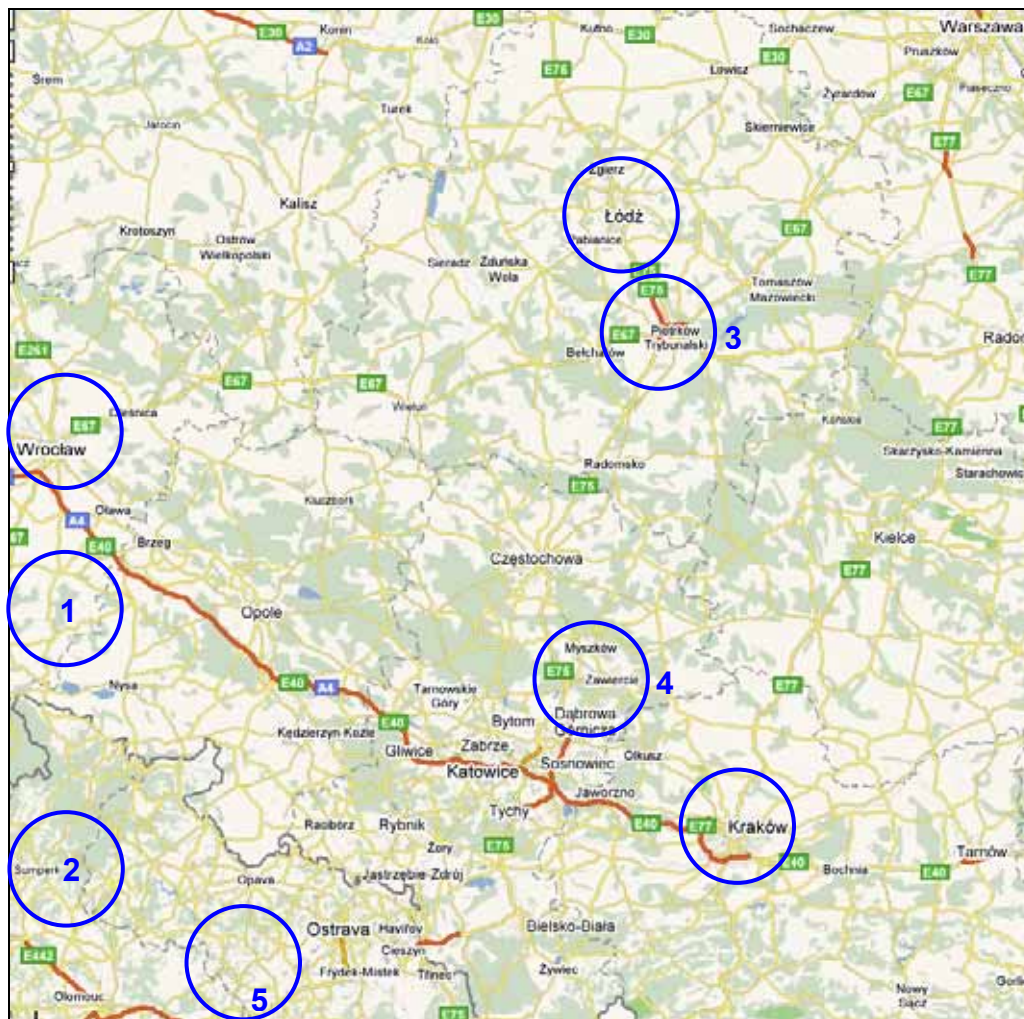 E30
Konin
A2
Koło
Kutno
E30
E30
Sochaczew
Warszawa
Pruszków
Śrem
E75
Łowicz
E30
Piaseczno
Żyrardów
E67
Turek
Jarocin
Skierniewice
E77
Zgierz
Kalisz
Łódź
Krotoszyn
Ostrów
Wielkopolski
Pabianice
E67
Sieradz
Zduńska
Wola
E75
E77
E75
Tomaszów
Mazowiecki
E67
Piotrków
Trybunalski
3
Bełchatów
E261
E67
E67
Oleśnica
Wieluń
Końskie
E67
E77
Wrocław
Skarżysko-Kamienna
Radomsko
E75
Kluczbork
Oława
A4
Brzeg
E40
Kielce
Częstochowa
E77
1
Opole
Myszków
E75
Zawiercie
4
E40
A4
Nysa
Tarnowskie
Góry
E77
Dąbrowa
Górnicza
E40
Bytom
Kędzierzyn Koźle
Gliwice
Zabrze
Olkusz
Katowice
Sosnowiec
Jaworzno
Tychy
Racibórz
Rybnik
E40
E77
Kraków
Żory
E75
E40
Tarnów
Bochnia
E40
Sumperk
2
Opava
Jastrzębie-Zdrój
Ostrava
Havířov
Bielsko-Biała
Cieszyn
E442
Frýdek-Místek
Třinec
Żywiec
Olomouc
5
Nowy
Sącz
E75